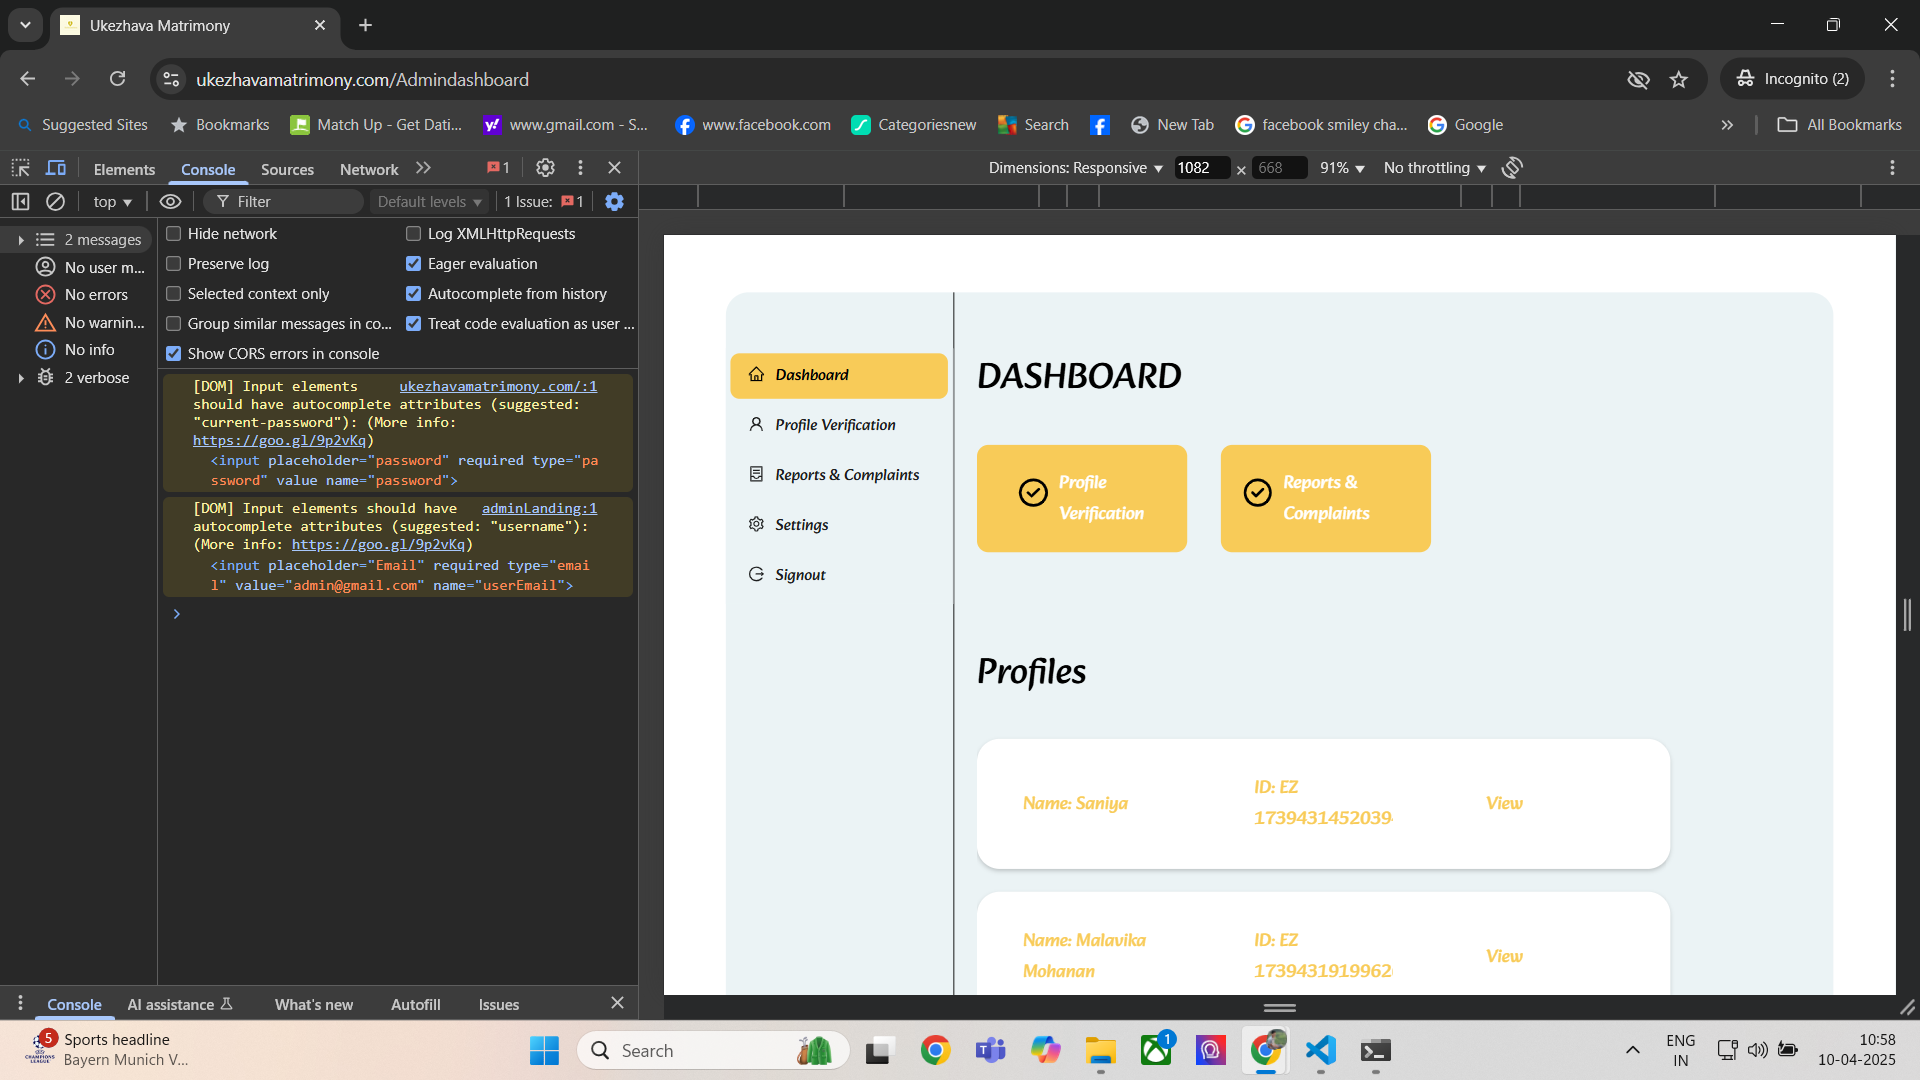 Ukezhava Matrimony
ukezhavamatrimony.com/Admindashboard
Incognito (2)
Suggested Sites
Bookmarks
Match Up - Get Dati...
www.gmail.com - S...
www.facebook.com
Categoriesnew
Search
New Tab
facebook smiley cha...
Google
All Bookmarks
Elements
Console
Sources
Network
1
Dimensions: Responsive
1082
668
91%
No throttling
top
Filter
Default levels
1 Issue:
1
2 messages
No user m...
No errors
No warnin...
No info
2 verbose
Hide network
Log XMLHttpRequests
Preserve log
Eager evaluation
Selected context only
Autocomplete from history
Group similar messages in co...
Treat code evaluation as user ...
Show CORS errors in console
[DOM] Input elements ukezhavamatrimony.com/:1
should have autocomplete attributes (suggested:
"current-password"): (More info:
https://goo.gl/9p2vKq)
<input placeholder="password" required type="pa
ssword" value name="password">
[DOM] Input elements should have adminLanding:1
autocomplete attributes (suggested: "username"):
(More info: https://goo.gl/9p2vKq)
<input placeholder="Email" required type="emai
l" value="admin@gmail.com" name="userEmail">
Dashboard
Profile Verification
Reports & Complaints
Settings
Signout
DASHBOARD
Profile
Verification
Reports &
Complaints
Profiles
Name: Saniya
ID: EZ
1739431452039
View
Name: Malavika
Mohanan
ID: EZ
1739431919962
View
Console
AI assistance
What's new
Autofill
Issues
5
Sports headline
Bayern Munich V...
Search
1
ENG
IN
10:58
10-04-2025